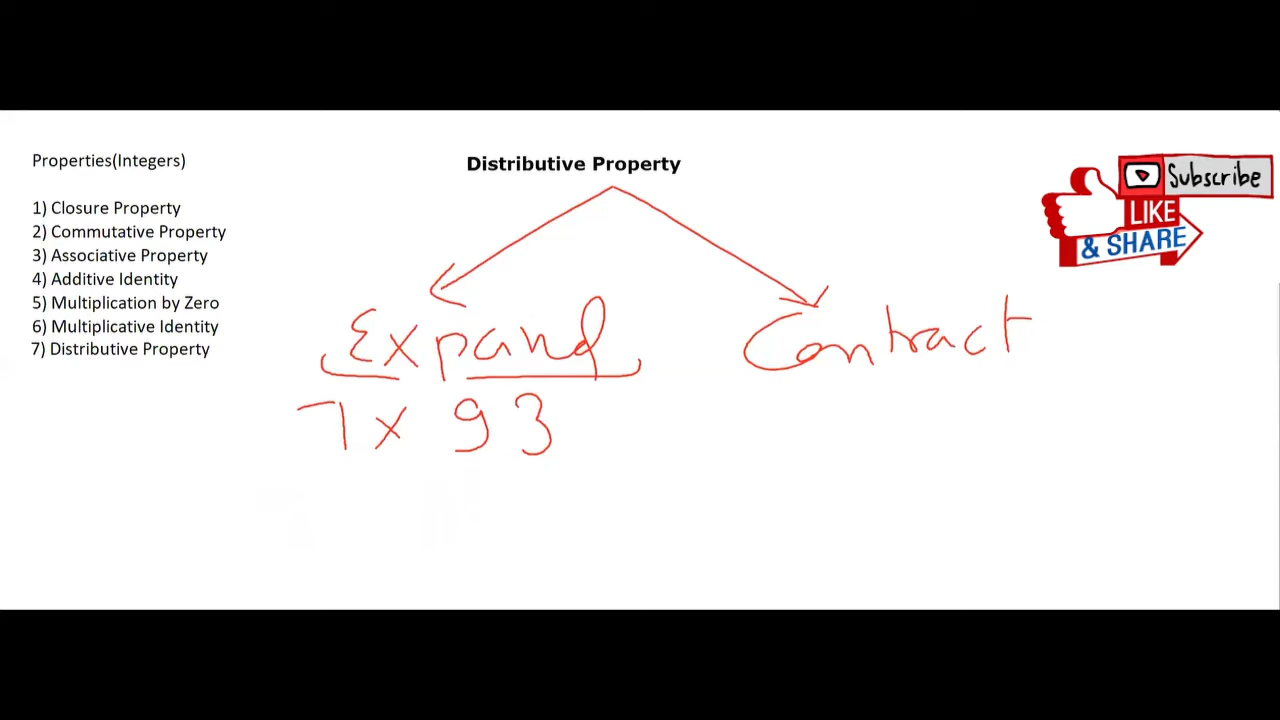 Properties(Integers)
1) Closure Property
2) Commutative Property
3) Associative Property
4) Additive Identity
5) Multiplication by Zero
6) Multiplicative Identity
7) Distributive Property
Distributive Property
Expand
Contract
7 x 93
Subscribe
LIKE
& SHARE